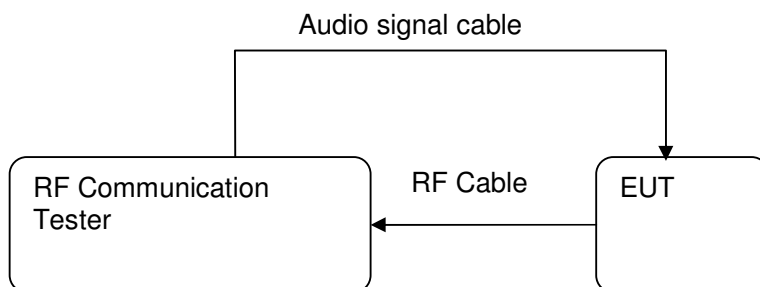 Audio signal cable
RF Communication
Tester
RF Cable
EUT